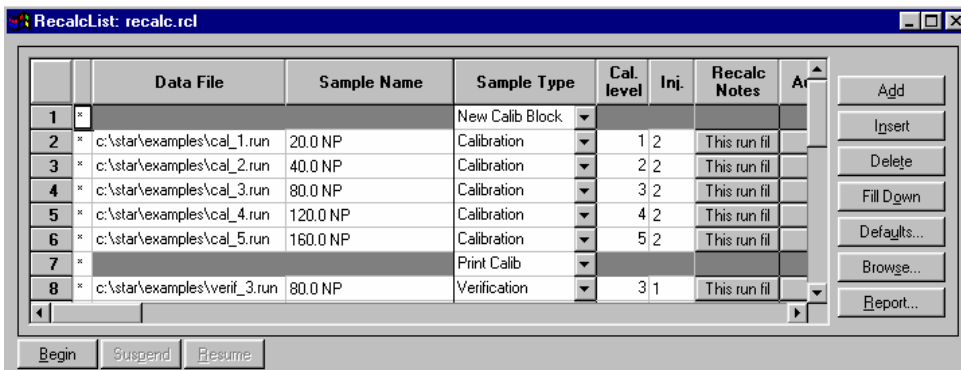 RecalcList: recalc.rcl
Data File Sample Name Sample Type Cal. level Inj. Recalc Notes
1 * New Calib Block
2 * c:\star\examples\cal_1.run 20.0 NP Calibration 1 2 This run fil
3 * c:\star\examples\cal_2.run 40.0 NP Calibration 2 2 This run fil
4 * c:\star\examples\cal_3.run 80.0 NP Calibration 3 2 This run fil
5 * c:\star\examples\cal_4.run 120.0 NP Calibration 4 2 This run fil
6 * c:\star\examples\cal_5.run 160.0 NP Calibration 5 2 This run fil
7 * Print Calib
8 * c:\star\examples\verif_3.run 80.0 NP Verification 3 1 This run fil
Add
Insert
Delete
Fill Down
Defaults...
Browse...
Report...
Begin Suspend Resume